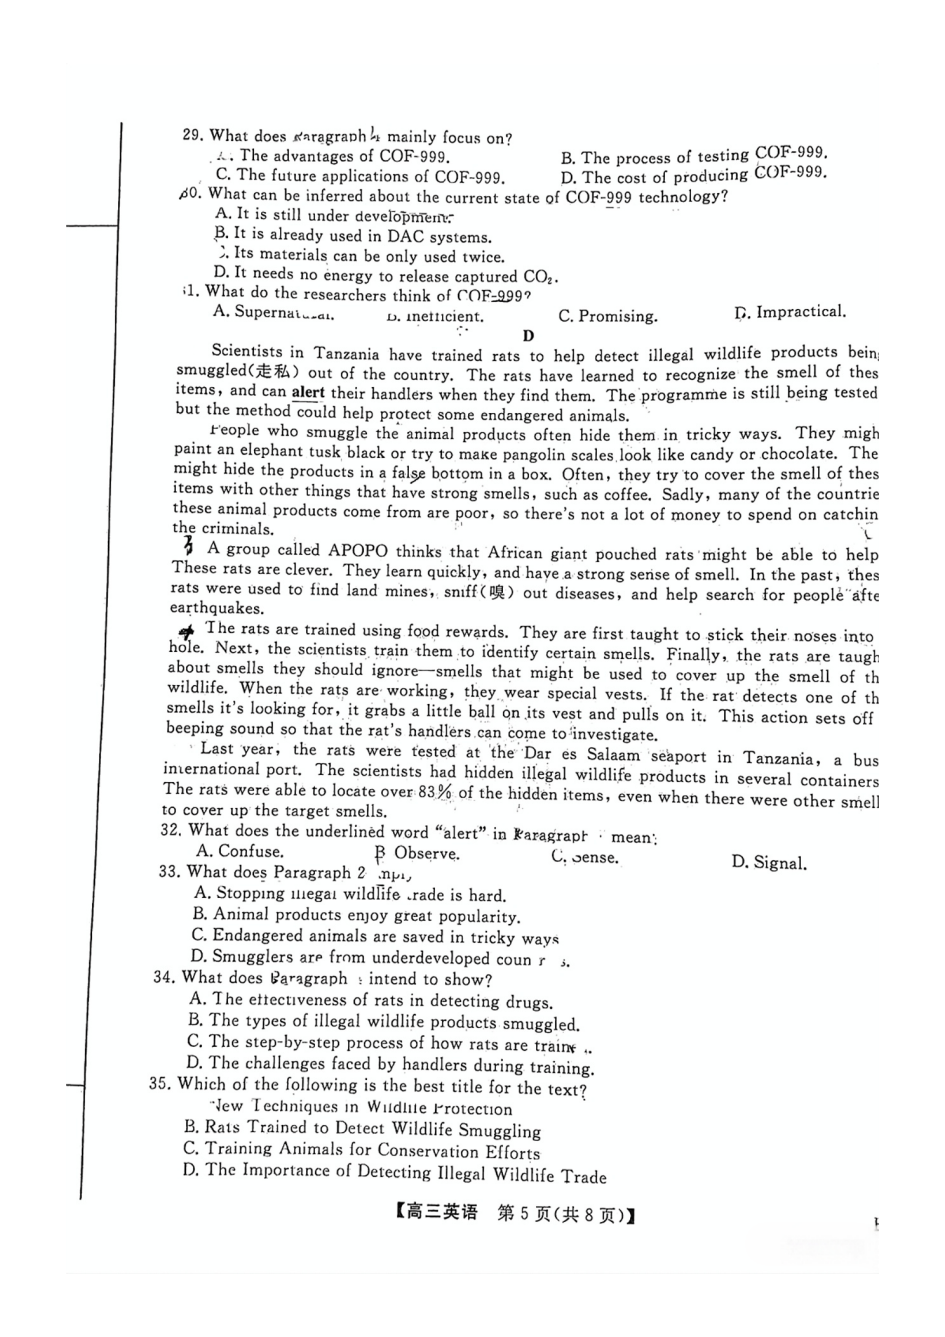 29. What does Paragraph 4 mainly focus on?
A. The advantages of COF-999.
B. The process of testing COF-999.
C. The future applications of COF-999.
D. The cost of producing COF-999.
30. What can be inferred about the current state of COF-999 technology?
A. It is still under development.
B. It is already used in DAC systems.
C. Its materials can be only used twice.
D. It needs no energy to release captured CO₂.
31. What do the researchers think of COF-999?
A. Supernatural.
B. Inefficient.
C. Promising.
D. Impractical.
D
Scientists in Tanzania have trained rats to help detect illegal wildlife products bein
smuggled(走私) out of the country. The rats have learned to recognize the smell of thes
items, and can alert their handlers when they find them. The programme is still being tested
but the method could help protect some endangered animals.
People who smuggle the animal products often hide them in tricky ways. They migh
paint an elephant tusk black or try to make pangolin scales look like candy or chocolate. The
might hide the products in a false bottom in a box. Often, they try to cover the smell of thes
items with other things that have strong smells, such as coffee. Sadly, many of the countrie
these animal products come from are poor, so there's not a lot of money to spend on catchin
the criminals.
3 A group called APOPO thinks that African giant pouched rats might be able to help
These rats are clever. They learn quickly, and have a strong sense of smell. In the past, thes
rats were used to find land mines, sniff(嗅) out diseases, and help search for people afte
earthquakes.
4 The rats are trained using food rewards. They are first taught to stick their noses into
hole. Next, the scientists train them to identify certain smells. Finally, the rats are taugh
about smells they should ignore—smells that might be used to cover up the smell of th
wildlife. When the rats are working, they wear special vests. If the rat detects one of th
smells it's looking for, it grabs a little ball on its vest and pulls on it. This action sets off
beeping sound so that the rat's handlers can come to investigate.
Last year, the rats were tested at the Dar es Salaam seaport in Tanzania, a bus
international port. The scientists had hidden illegal wildlife products in several containers
The rats were able to locate over 83% of the hidden items, even when there were other smell
to cover up the target smells.
32. What does the underlined word "alert" in Paragraph mean?
A. Confuse.
B Observe.
C. Sense.
D. Signal.
33. What does Paragraph 2
A. Stopping illegal wildlife trade is hard.
B. Animal products enjoy great popularity.
C. Endangered animals are saved in tricky ways
D. Smugglers are from underdeveloped countries.
34. What does Paragraph intend to show?
A. The effectiveness of rats in detecting drugs.
B. The types of illegal wildlife products smuggled.
C. The step-by-step process of how rats are trained.
D. The challenges faced by handlers during training.
35. Which of the following is the best title for the text?
New Techniques in Wildlife Protection
B. Rats Trained to Detect Wildlife Smuggling
C. Training Animals for Conservation Efforts
D. The Importance of Detecting Illegal Wildlife Trade
【高三英语 第 5 页(共 8 页)】